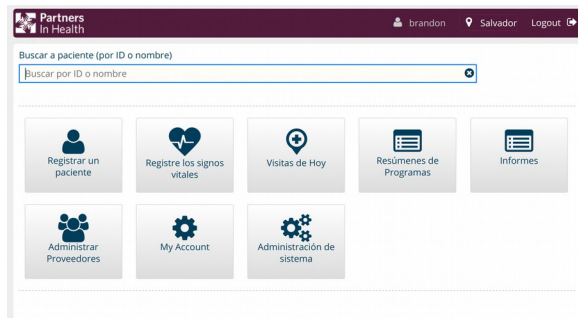 Partners
In Health
brandon
Salvador
Logout
Buscar a paciente (por ID o nombre)
Buscar por ID o nombre
Registrar un
paciente
Registre los signos
vitales
Visitas de Hoy
Resúmenes de
Programas
Informes
Administrar
Proveedores
My Account
Administración de
sistema